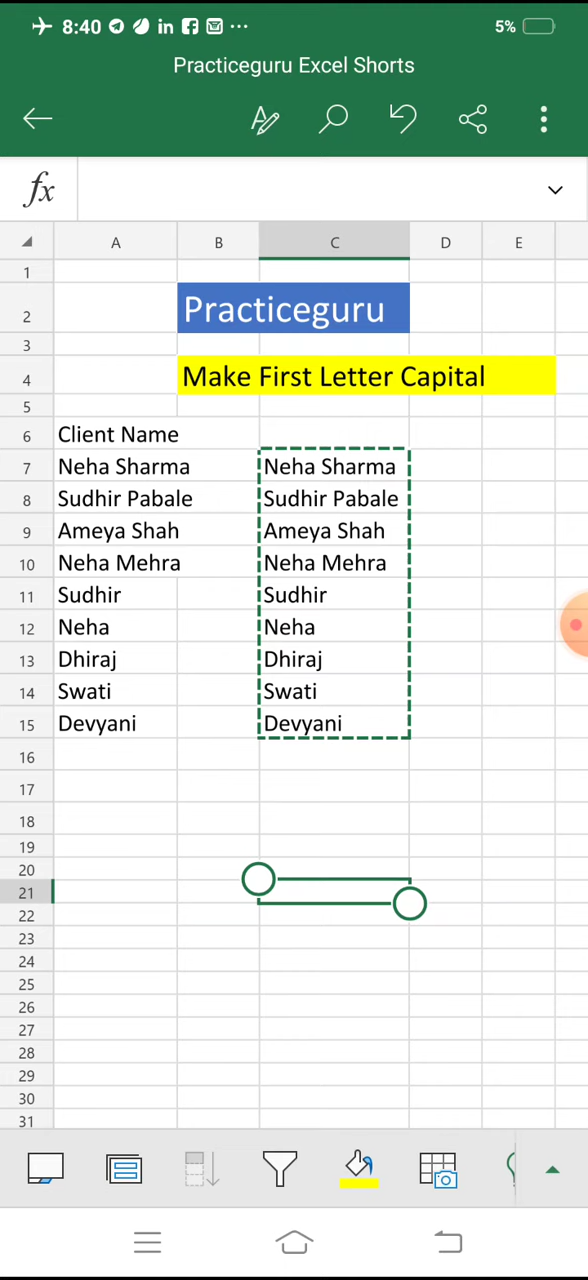 8:40 in 5%
Practiceguru Excel Shorts
fx
A B C D E
1
2 Practiceguru
3
4 Make First Letter Capital
5
6 Client Name
7 Neha Sharma Neha Sharma
8 Sudhir Pabale Sudhir Pabale
9 Ameya Shah Ameya Shah
10 Neha Mehra Neha Mehra
11 Sudhir Sudhir
12 Neha Neha
13 Dhiraj Dhiraj
14 Swati Swati
15 Devyani Devyani
16
17
18
19
20
21
22
23
24
25
26
27
28
29
30
31